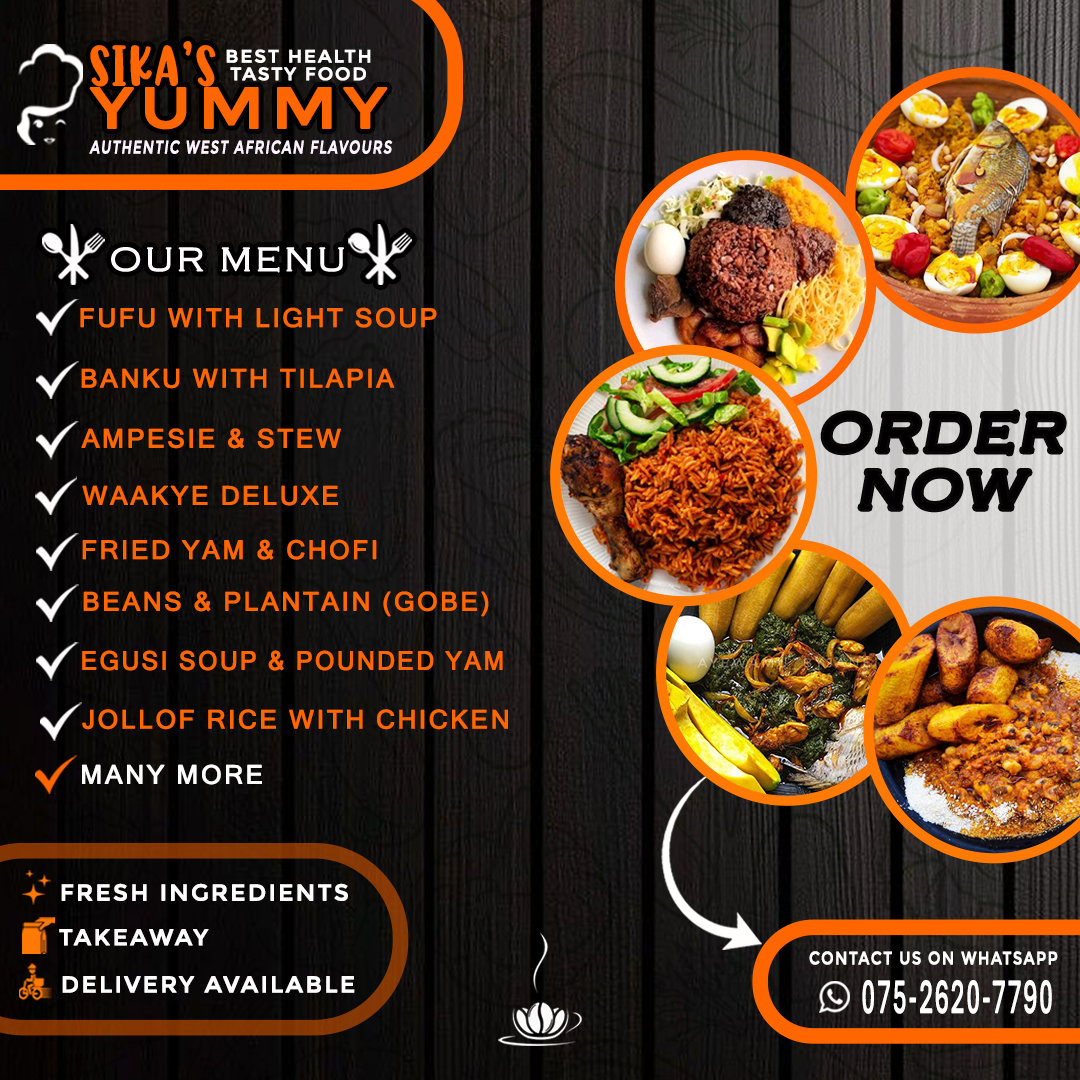 SIKA'S
BEST HEALTH
TASTY FOOD
YUMMY
AUTHENTIC WEST AFRICAN FLAVOURS
OUR MENU
FUFU WITH LIGHT SOUP
BANKU WITH TILAPIA
AMPESIE & STEW
WAAKYE DELUXE
FRIED YAM & CHOFI
BEANS & PLANTAIN (GOBE)
EGUSI SOUP & POUNDED YAM
JOLLOF RICE WITH CHICKEN
MANY MORE
ORDER
NOW
FRESH INGREDIENTS
TAKEAWAY
DELIVERY AVAILABLE
CONTACT US ON WHATSAPP
075-2620-7790